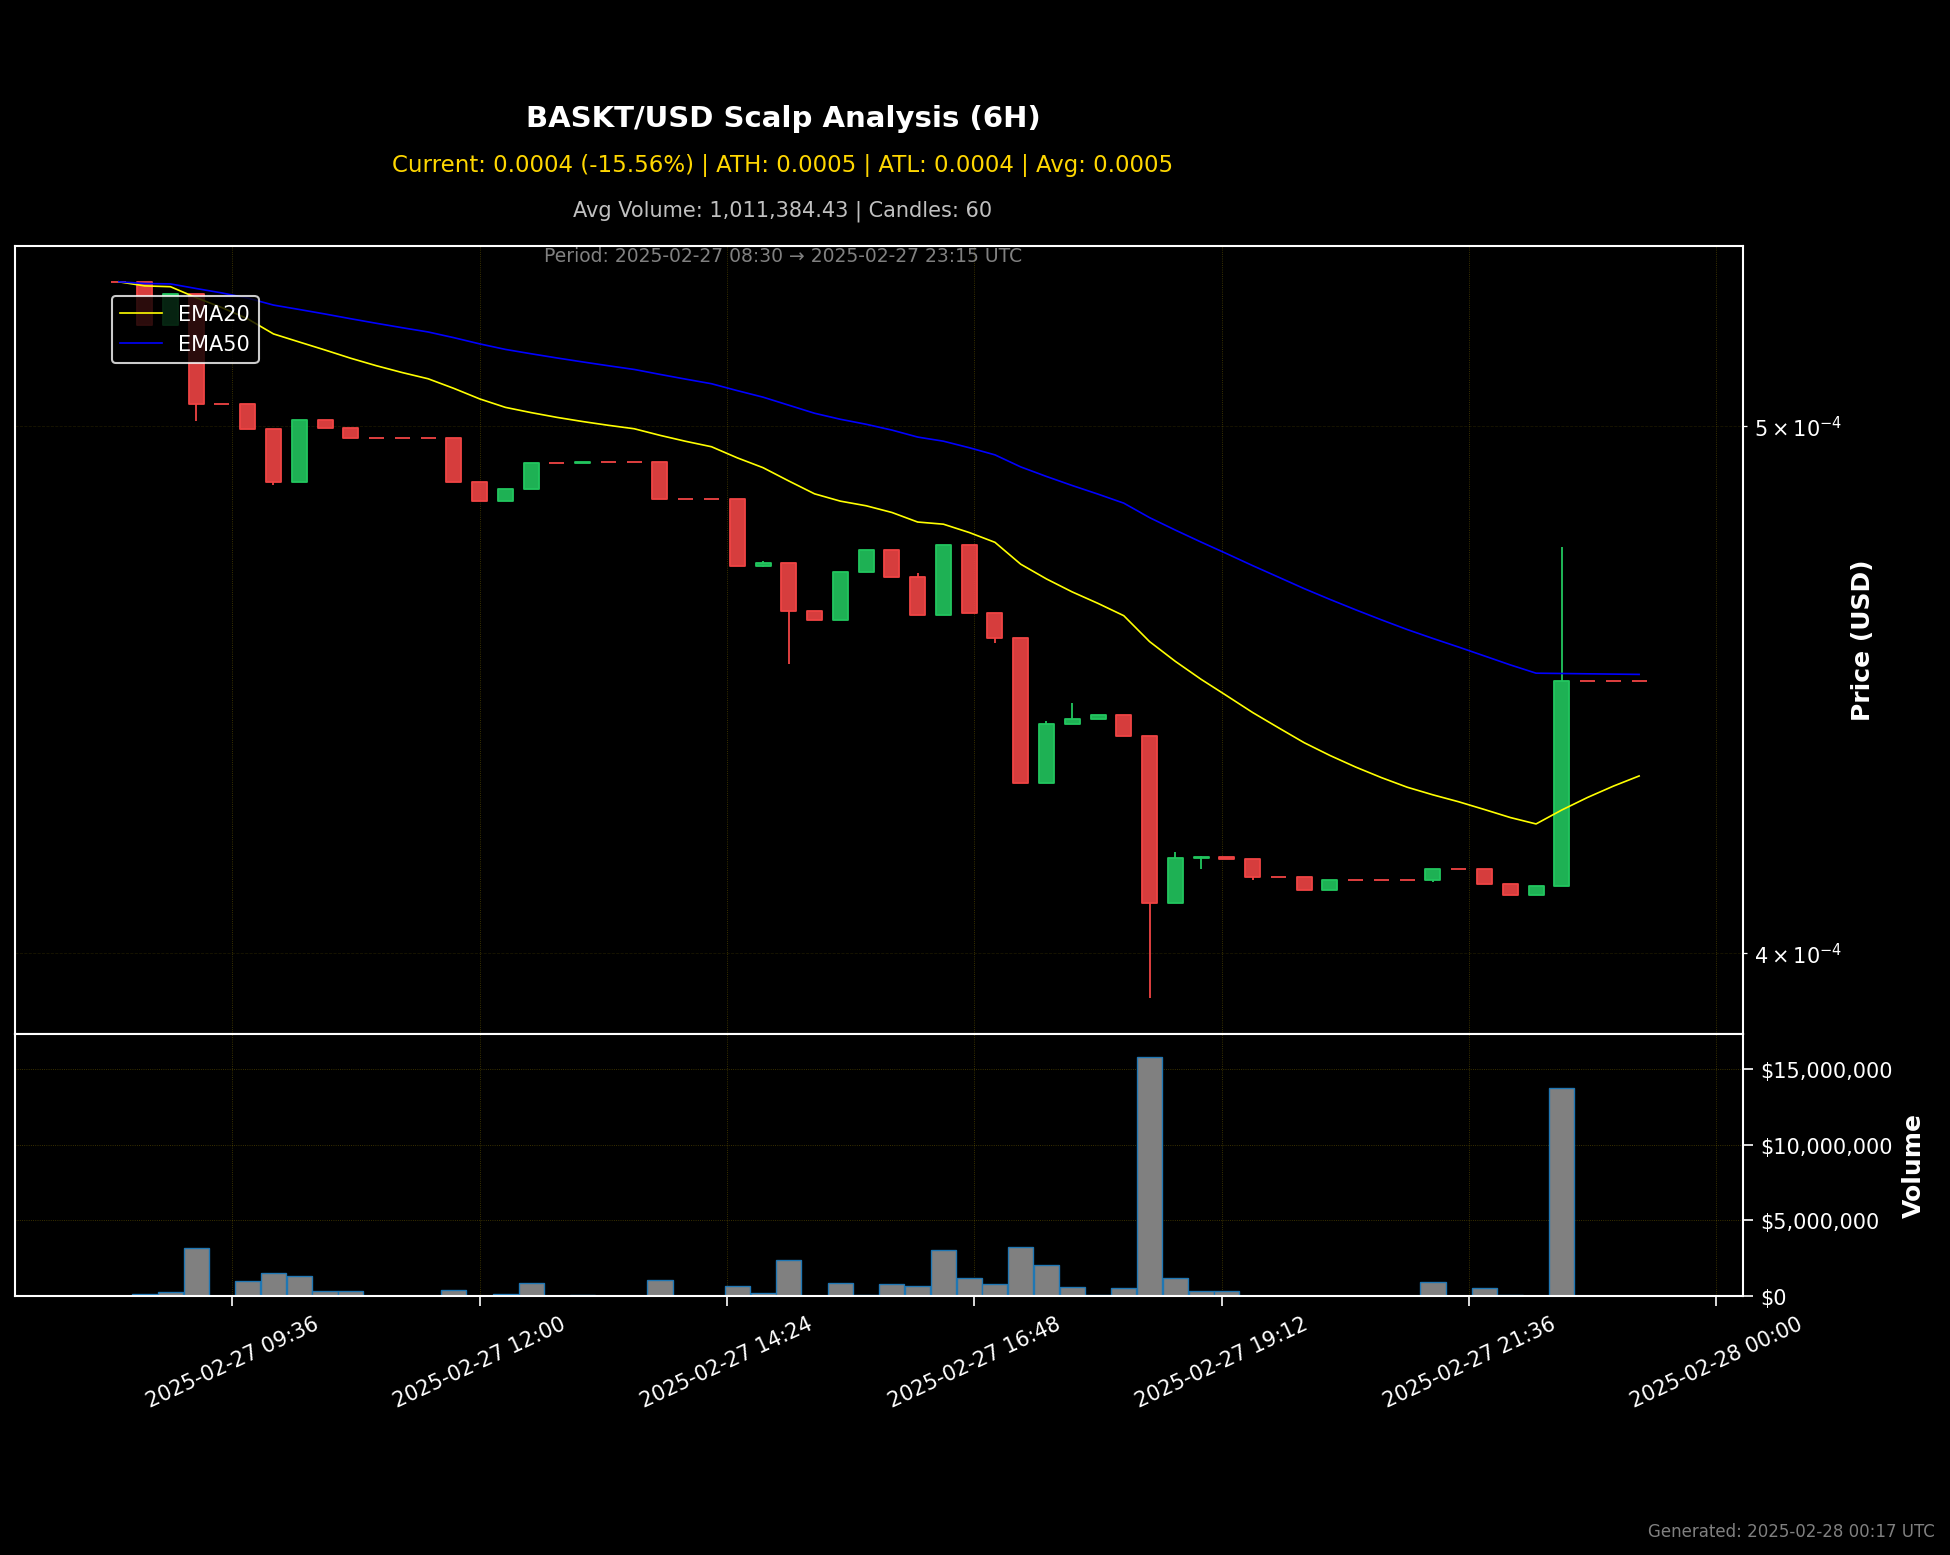 BASKT/USD Scalp Analysis (6H)
Current: 0.0004 (-15.56%) | ATH: 0.0005 | ATL: 0.0004 | Avg: 0.0005
Avg Volume: 1,011,384.43 | Candles: 60
Period: 2025-02-27 08:30 → 2025-02-27 23:15 UTC
EMA20
EMA50
5 × 10⁻⁴
Price (USD)
4 × 10⁻⁴
$15,000,000
$10,000,000
$5,000,000
$0
Volume
2025-02-27 09:36
2025-02-27 12:00
2025-02-27 14:24
2025-02-27 16:48
2025-02-27 19:12
2025-02-27 21:36
2025-02-28 00:00
Generated: 2025-02-28 00:17 UTC